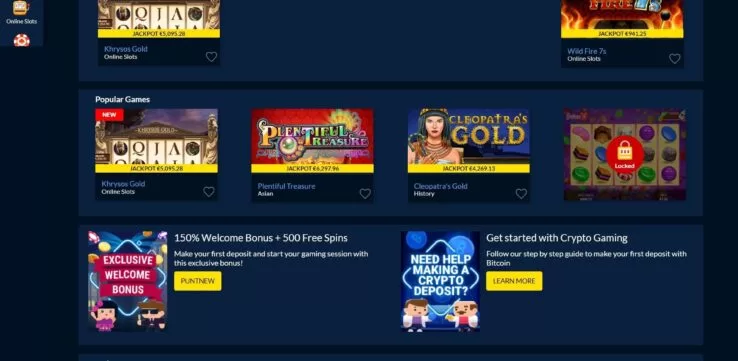 Online Slots
JACKPOT €5,095.28
Khrysos Gold
Online Slots
JACKPOT €941.25
Wild Fire 7s
Online Slots
Popular Games
NEW
KHRYSOS GOLD
JACKPOT €5,095.28
Khrysos Gold
Online Slots
PLENTIFUL
TREASURE
JACKPOT €6,297.96
Plentiful Treasure
Asian
CLEOPATRA'S
GOLD
JACKPOT €4,269.13
Cleopatra's Gold
History
Locked
EXCLUSIVE
WELCOME
BONUS
150% Welcome Bonus + 500 Free Spins
Make your first deposit and start your gaming session with
this exclusive bonus!
PUNTNEW
NEED HELP
MAKING A
CRYPTO
DEPOSIT?
Get started with Crypto Gaming
Follow our step by step guide to make your first deposit with
Bitcoin
LEARN MORE